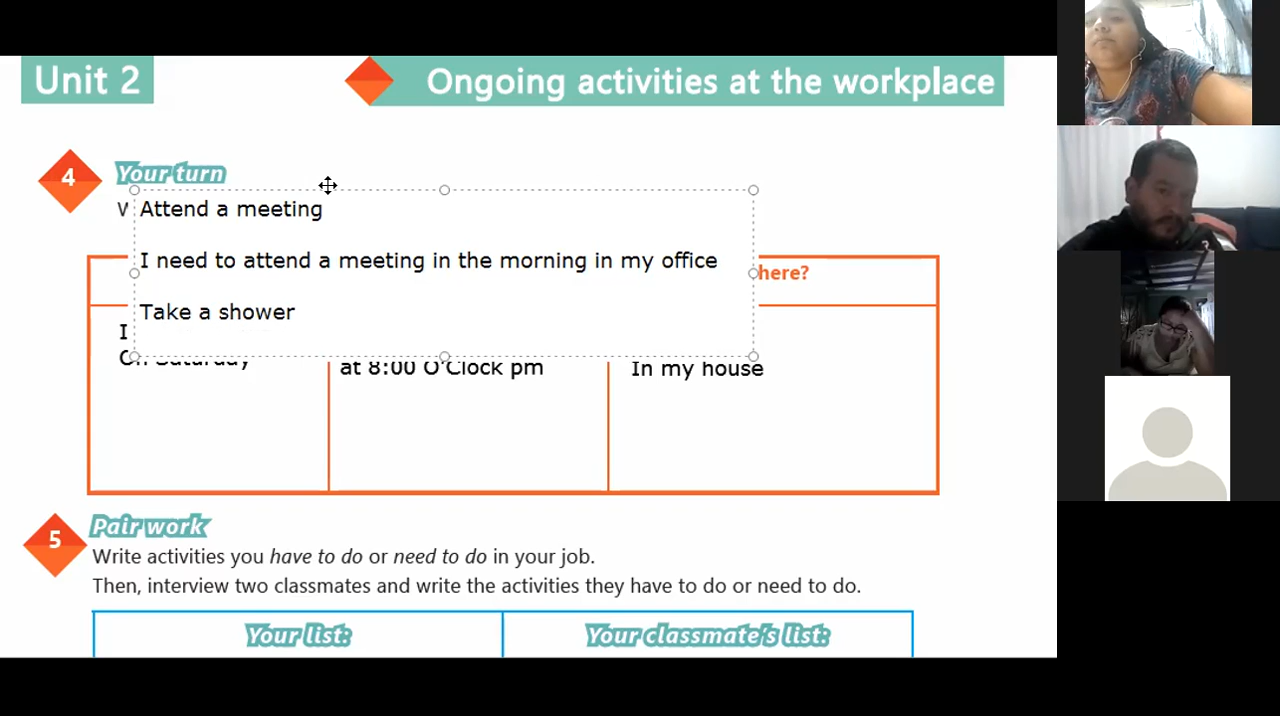 Unit 2
Ongoing activities at the workplace
4
Your turn
Attend a meeting
I need to attend a meeting in the morning in my office
here?
Take a shower
I
On Saturday
at 8:00 O'Clock pm
In my house
5
Pair work
Write activities you have to do or need to do in your job.
Then, interview two classmates and write the activities they have to do or need to do.
Your list:
Your classmate's list: